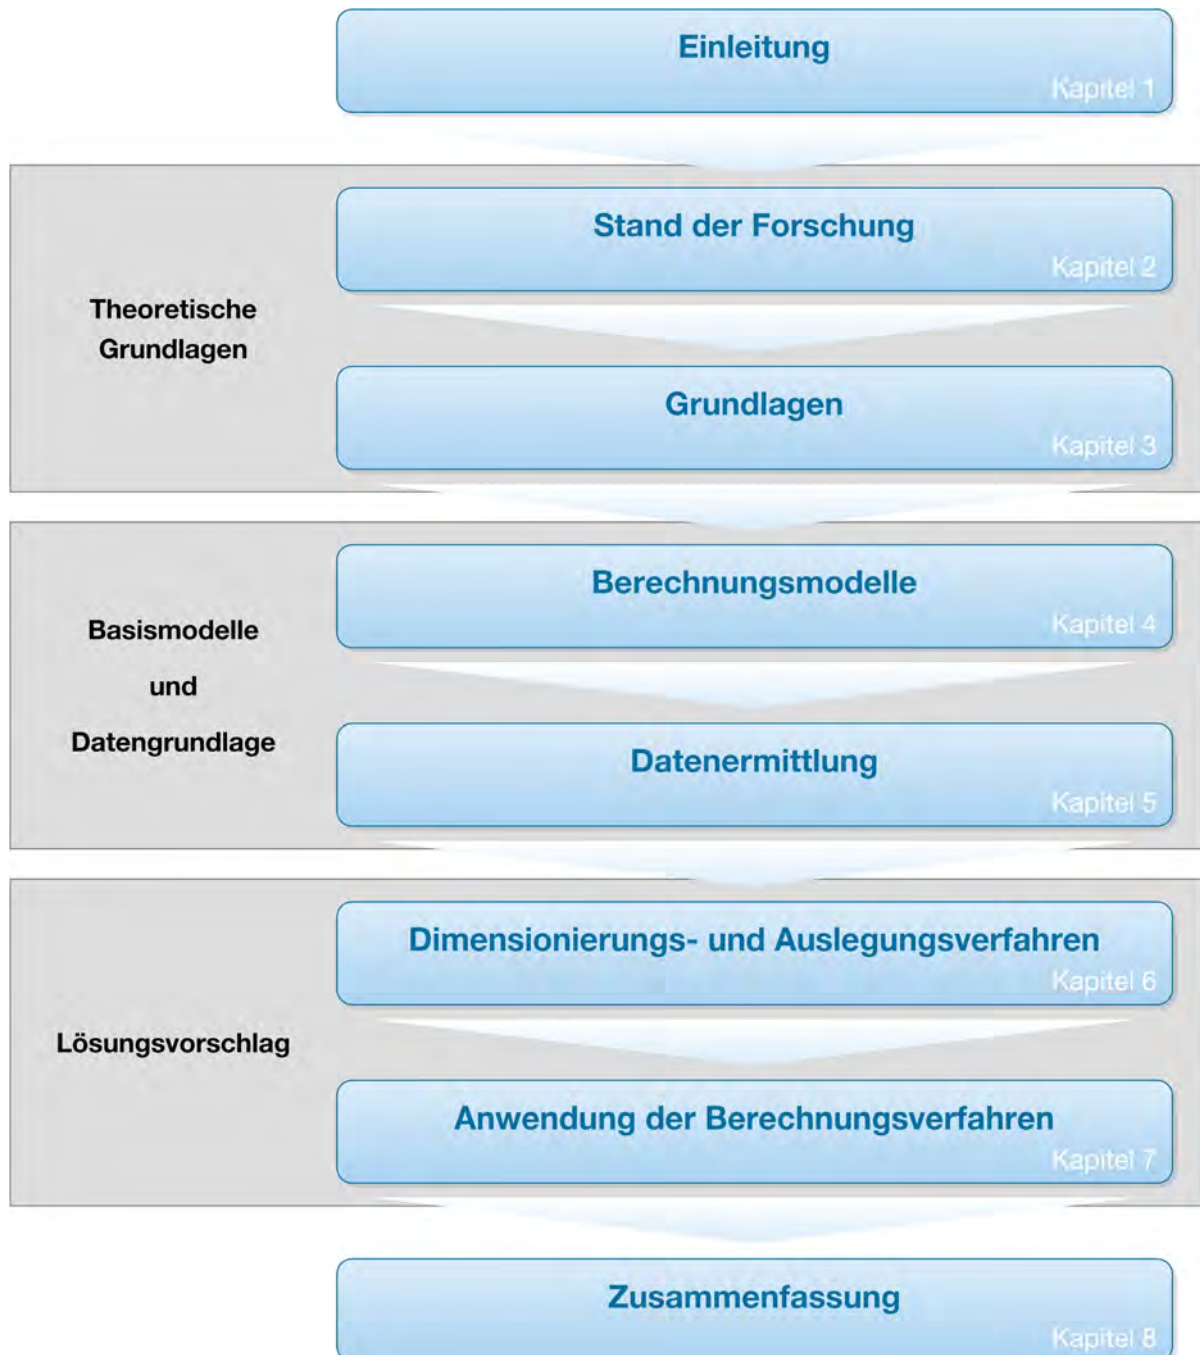 Einleitung
Kapitel 1
Theoretische
Grundlagen
Stand der Forschung
Kapitel 2
Grundlagen
Kapitel 3
Basismodelle
und
Datengrundlage
Berechnungsmodelle
Kapitel 4
Datenermittlung
Kapitel 5
Lösungsvorschlag
Dimensionierungs- und Auslegungsverfahren
Kapitel 6
Anwendung der Berechnungsverfahren
Kapitel 7
Zusammenfassung
Kapitel 8